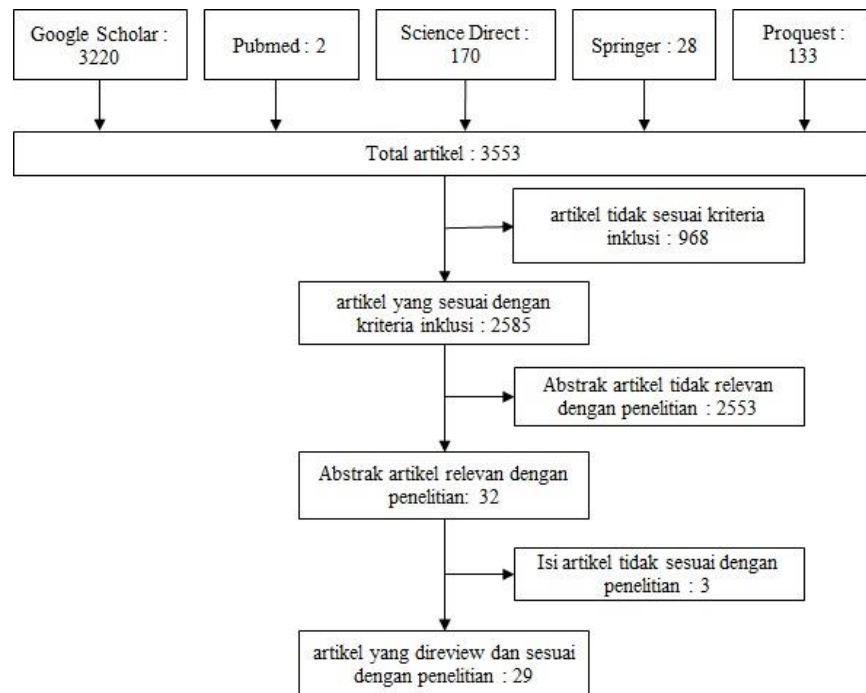 Google Scholar :
3220
Pubmed : 2
Science Direct :
170
Springer : 28
Proquest :
133
Total artikel : 3553
artikel tidak sesuai kriteria
inklusi : 968
artikel yang sesuai dengan
kriteria inklusi : 2585
Abstrak artikel tidak relevan
dengan penelitian : 2553
Abstrak artikel relevan dengan
penelitian: 32
Isi artikel tidak sesuai dengan
penelitian : 3
artikel yang direview dan sesuai
dengan penelitian : 29